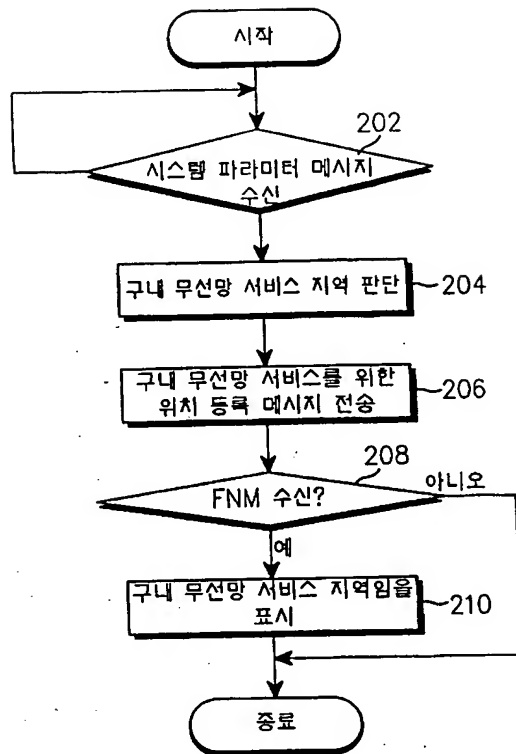 시작
202
시스템 파라미터 메시지
수신
구내 무선망 서비스 지역 판단
204
구내 무선망 서비스를 위한
위치 등록 메시지 전송
206
208
FNM 수신?
아니오
예
구내 무선망 서비스 지역임을
표시
210
종료